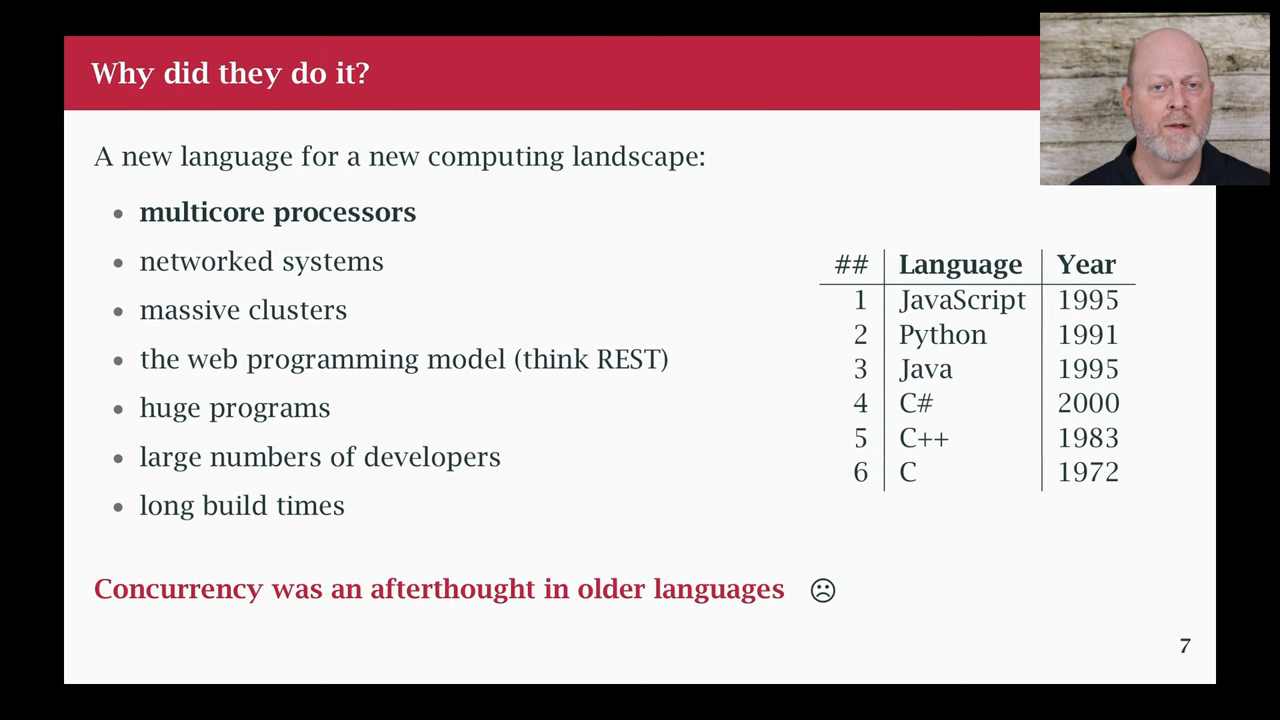 Why did they do it?
A new language for a new computing landscape:
• multicore processors
• networked systems
• massive clusters
• the web programming model (think REST)
• huge programs
• large numbers of developers
• long build times
## Language Year
1 JavaScript 1995
2 Python 1991
3 Java 1995
4 C# 2000
5 C++ 1983
6 C 1972
Concurrency was an afterthought in older languages ☹
7